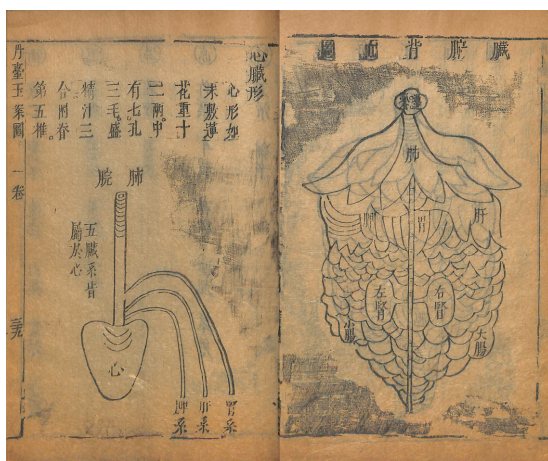 臟腑背面圖
肺
脾
胃
肝
左腎
右腎
小腸
大腸
心臟形
心形如
未敷蓮
花重十
二兩中
有七孔
三毛盛
精汁三
合附脊
第五椎。
肺脘
五臟系皆
屬於心
心
胃系
肝系
脾系
丹臺玉案圖
一卷